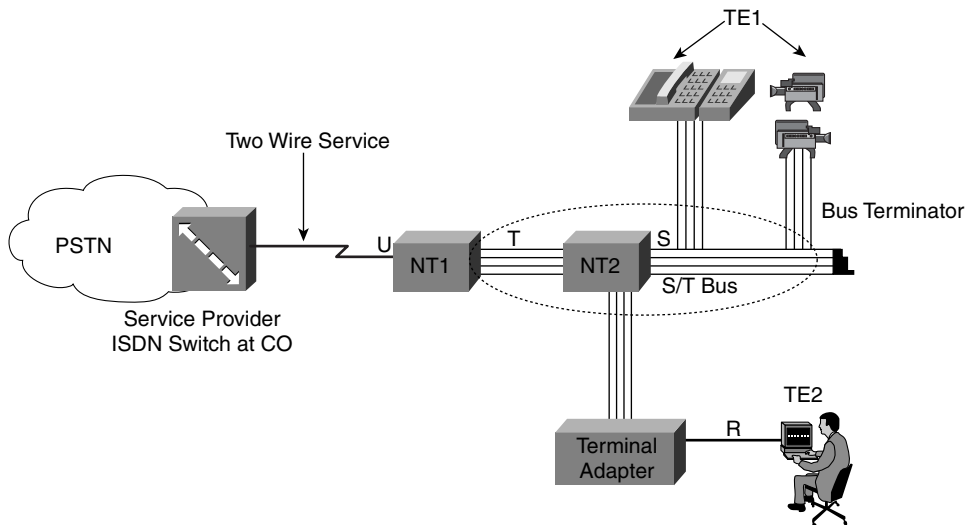 TE1
Two Wire Service
Bus Terminator
PSTN
U
NT1
T
NT2
S
S/T Bus
Service Provider
ISDN Switch at CO
TE2
R
Terminal
Adapter